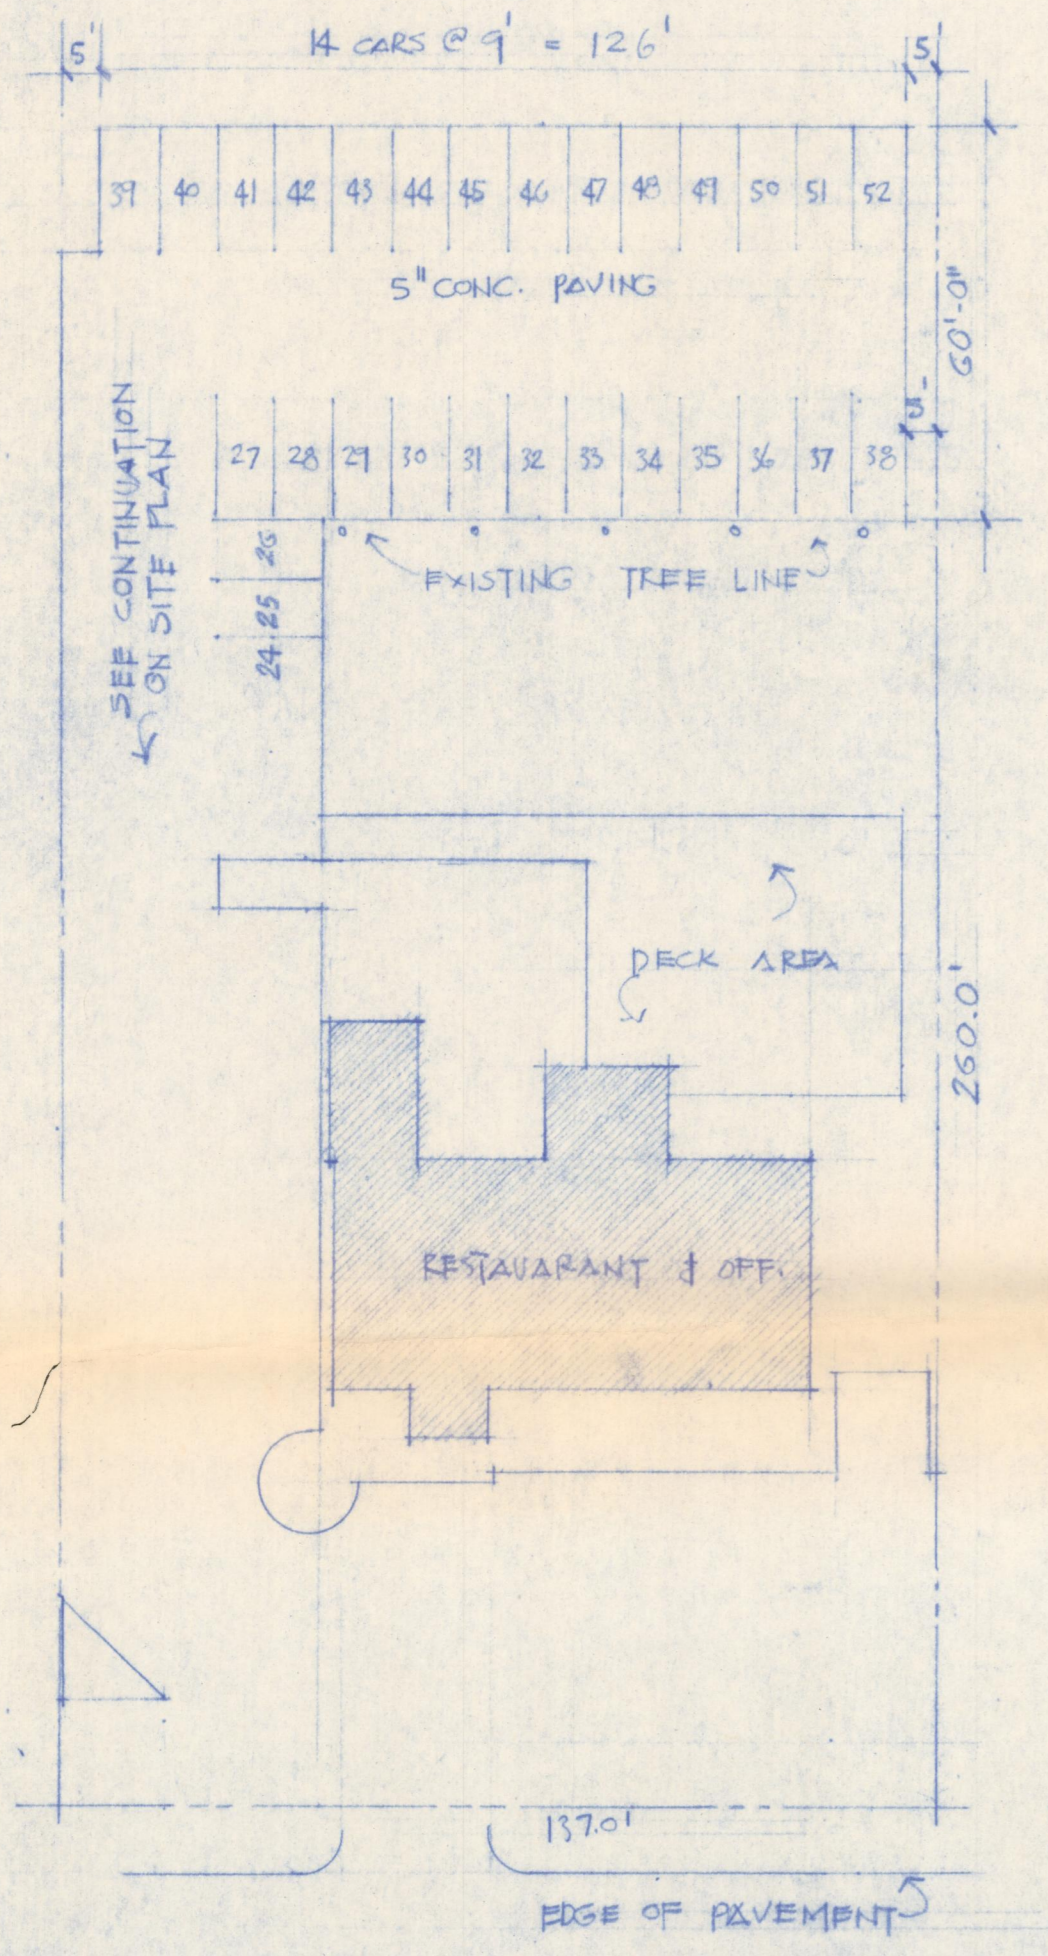 5' 14 CARS @ 9' = 126' 5'
39 40 41 42 43 44 45 46 47 48 49 50 51 52
5" CONC. PAVING
60'-0"
5'
27 28 29 30 31 32 33 34 35 36 37 38
SEE CONTINUATION
ON SITE PLAN
26
25
24
EXISTING TREE LINE
DECK AREA
260.0'
RESTAUARANT & OFF.
137.0'
EDGE OF PAVEMENT